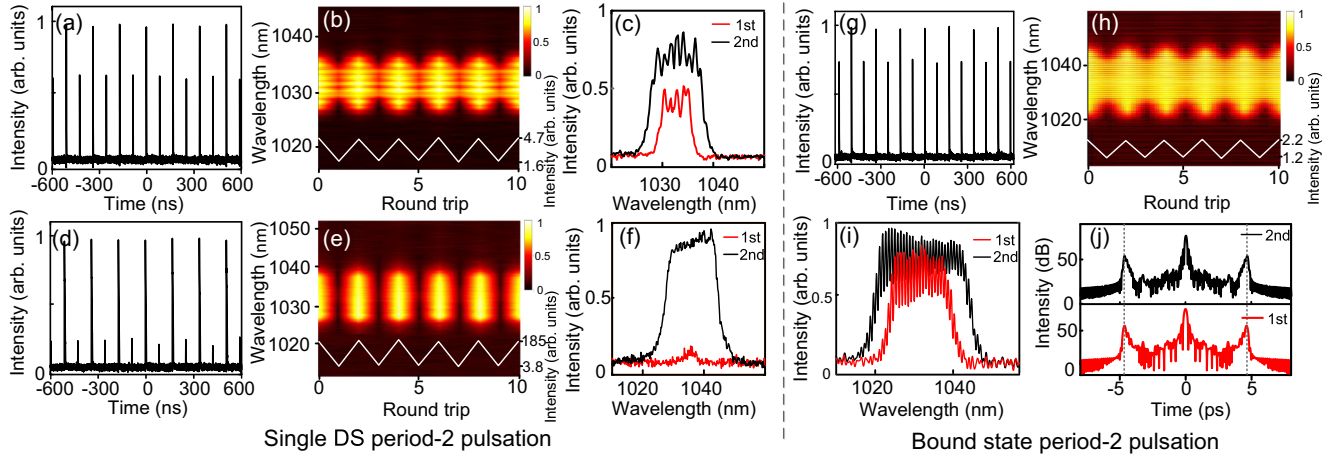 (a)
Intensity (arb. units)
1
0
-600 -300 0 300 600
Time (ns)
(b)
Wavelength (nm)
1040
1030
1020
0 5 10
Round trip
1
0.5
0
4.7
1.6
Intensity (arb. units)
(c)
1st
2nd
Intensity (arb. units)
1
0.5
0
1030 1040
Wavelength (nm)
(d)
Intensity (arb. units)
1
0
-600 -300 0 300 600
Time (ns)
(e)
Wavelength (nm)
1050
1040
1030
1020
0 5 10
Round trip
1
0.5
0
185
3.8
Intensity (arb. units)
(f)
1st
2nd
Intensity (arb. units)
1
0.5
0
1020 1040
Wavelength (nm)
Single DS period-2 pulsation
(g)
Intensity (arb. units)
1
0
-600 -300 0 300 600
Time (ns)
(h)
Wavelength (nm)
1040
1020
0 5 10
Round trip
1
0.5
0
2.2
1.2
Intensity (arb. units)
(i)
1st
2nd
Intensity (arb. units)
1
0.5
0
1020 1040
Wavelength (nm)
(j)
2nd
1st
Intensity (dB)
50
0
50
0
-5 0 5
Time (ps)
Bound state period-2 pulsation